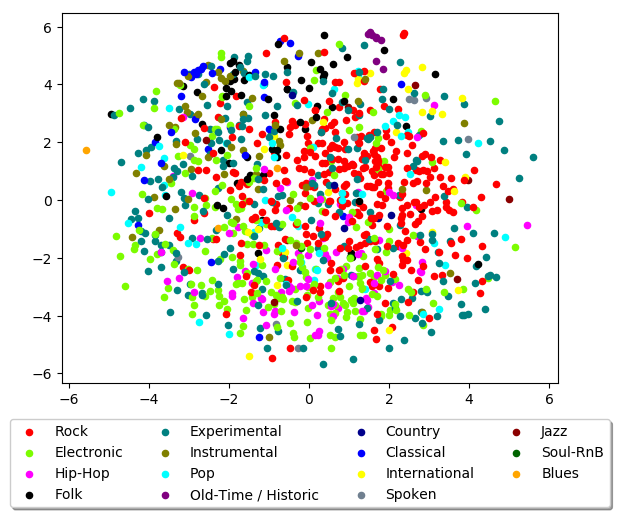 6
4
2
0
−2
−4
−6
−6 −4 −2 0 2 4 6
Rock Experimental Country Jazz
Electronic Instrumental Classical Soul-RnB
Hip-Hop Pop International Blues
Folk Old-Time / Historic Spoken